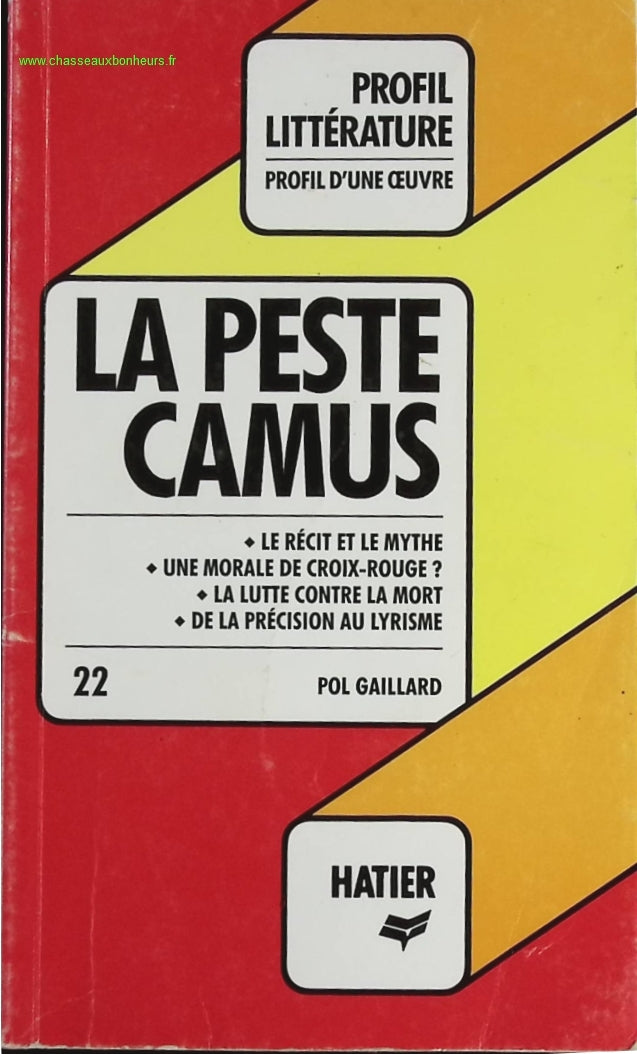 www.chasseauxbonheurs.fr
PROFIL
LITTÉRATURE
PROFIL D'UNE ŒUVRE
LA PESTE
CAMUS
◆ LE RÉCIT ET LE MYTHE
◆ UNE MORALE DE CROIX-ROUGE ?
◆ LA LUTTE CONTRE LA MORT
◆ DE LA PRÉCISION AU LYRISME
22 POL GAILLARD
HATIER